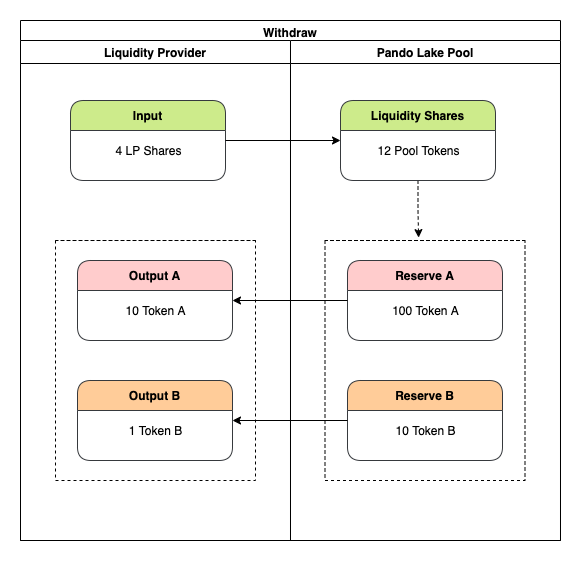 Withdraw
Liquidity Provider
Pando Lake Pool
Input
4 LP Shares
Liquidity Shares
12 Pool Tokens
Output A
10 Token A
Reserve A
100 Token A
Output B
1 Token B
Reserve B
10 Token B